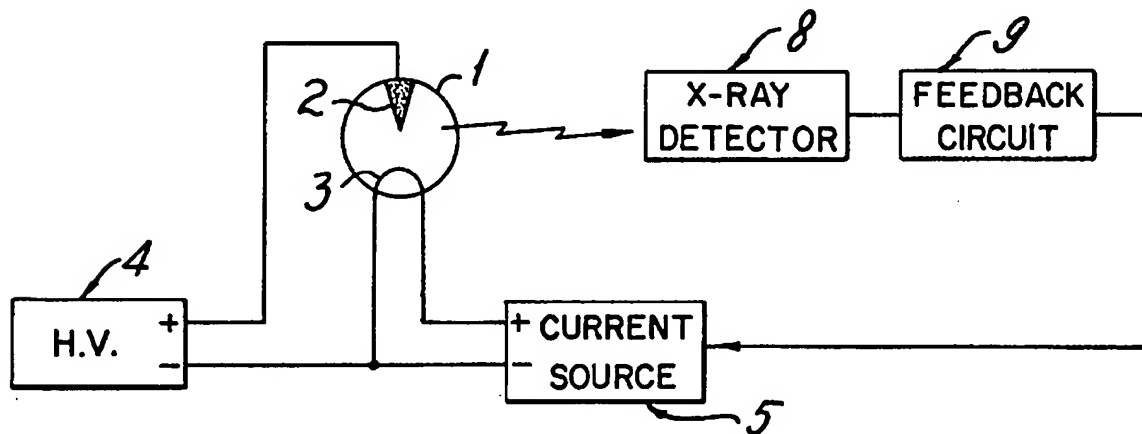 8
9
1
2
3
X-RAY
DETECTOR
FEEDBACK
CIRCUIT
4
H.V.
+
−
+
−
CURRENT
SOURCE
5